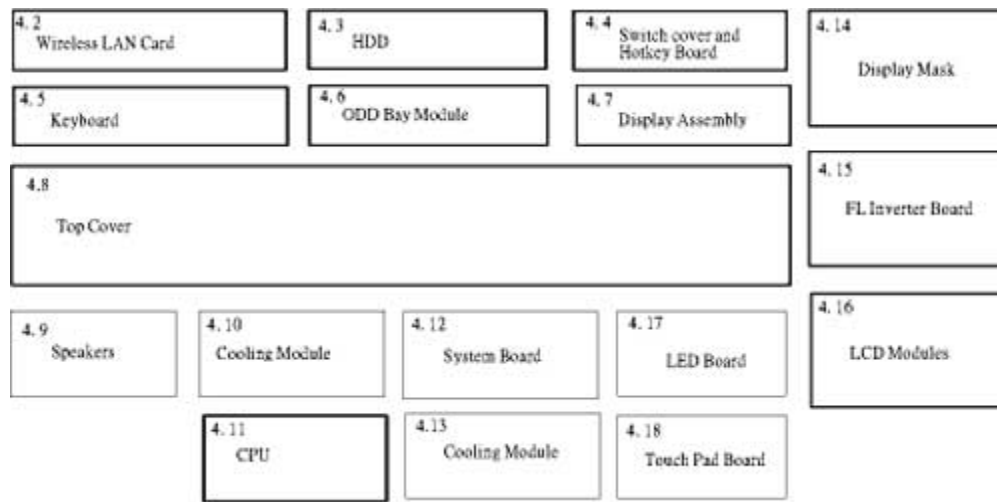 4. 2
Wireless LAN Card
4. 3
HDD
4. 4
Switch cover and
Hotkey Board
4. 14
Display Mask
4. 5
Keyboard
4. 6
ODD Bay Module
4. 7
Display Assembly
4.8
Top Cover
4. 15
FL Inverter Board
4. 9
Speakers
4. 10
Cooling Module
4. 12
System Board
4. 17
LED Board
4. 16
LCD Modules
4. 11
CPU
4.13
Cooling Module
4. 18
Touch Pad Board